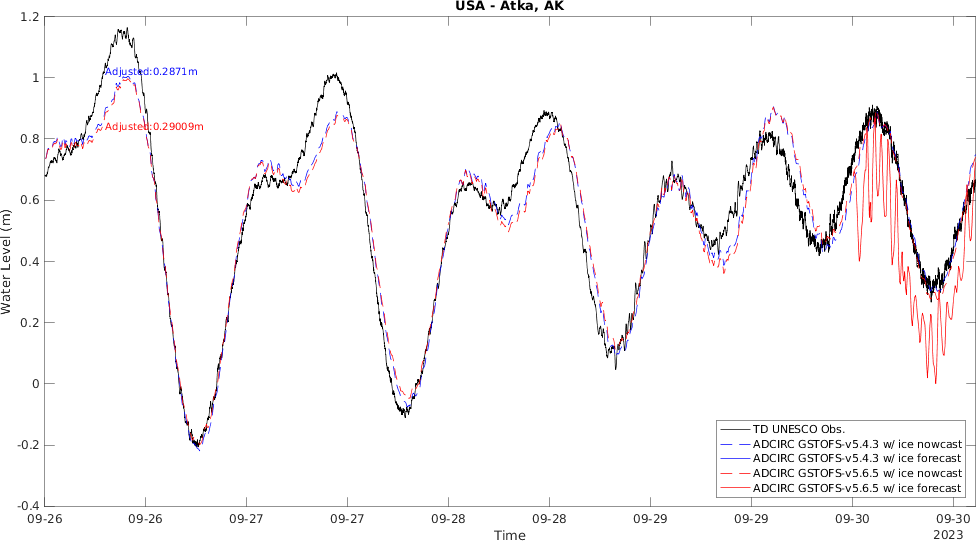 USA - Atka, AK
1.2
1
0.8
0.6
0.4
0.2
0
-0.2
-0.4
Water Level (m)
Adjusted:0.2871m
Adjusted:0.29009m
TD UNESCO Obs.
ADCIRC GSTOFS-v5.4.3 w/ ice nowcast
ADCIRC GSTOFS-v5.4.3 w/ ice forecast
ADCIRC GSTOFS-v5.6.5 w/ ice nowcast
ADCIRC GSTOFS-v5.6.5 w/ ice forecast
09-26 09-26 09-27 09-27 09-28 09-28 09-29 09-29 09-30 09-30
2023
Time